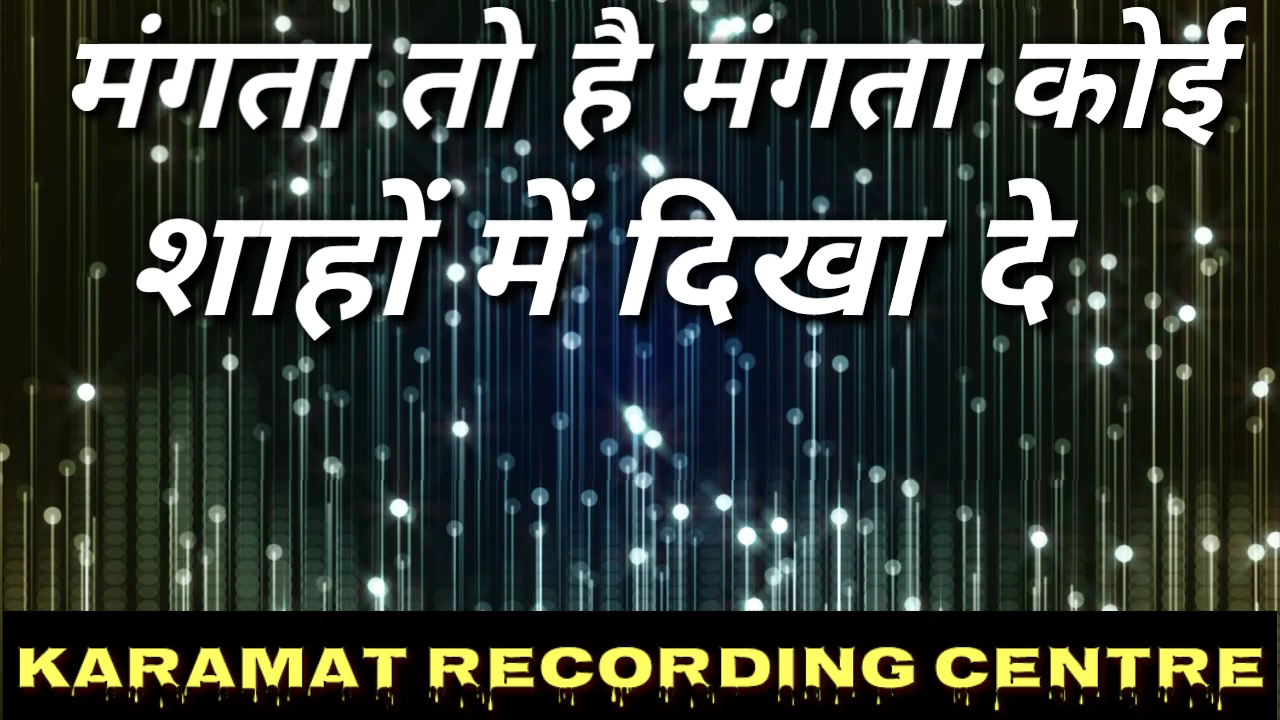 मंगता तो है मंगता कोई
शाहों में दिखा दे
KARAMAT RECORDING CENTRE